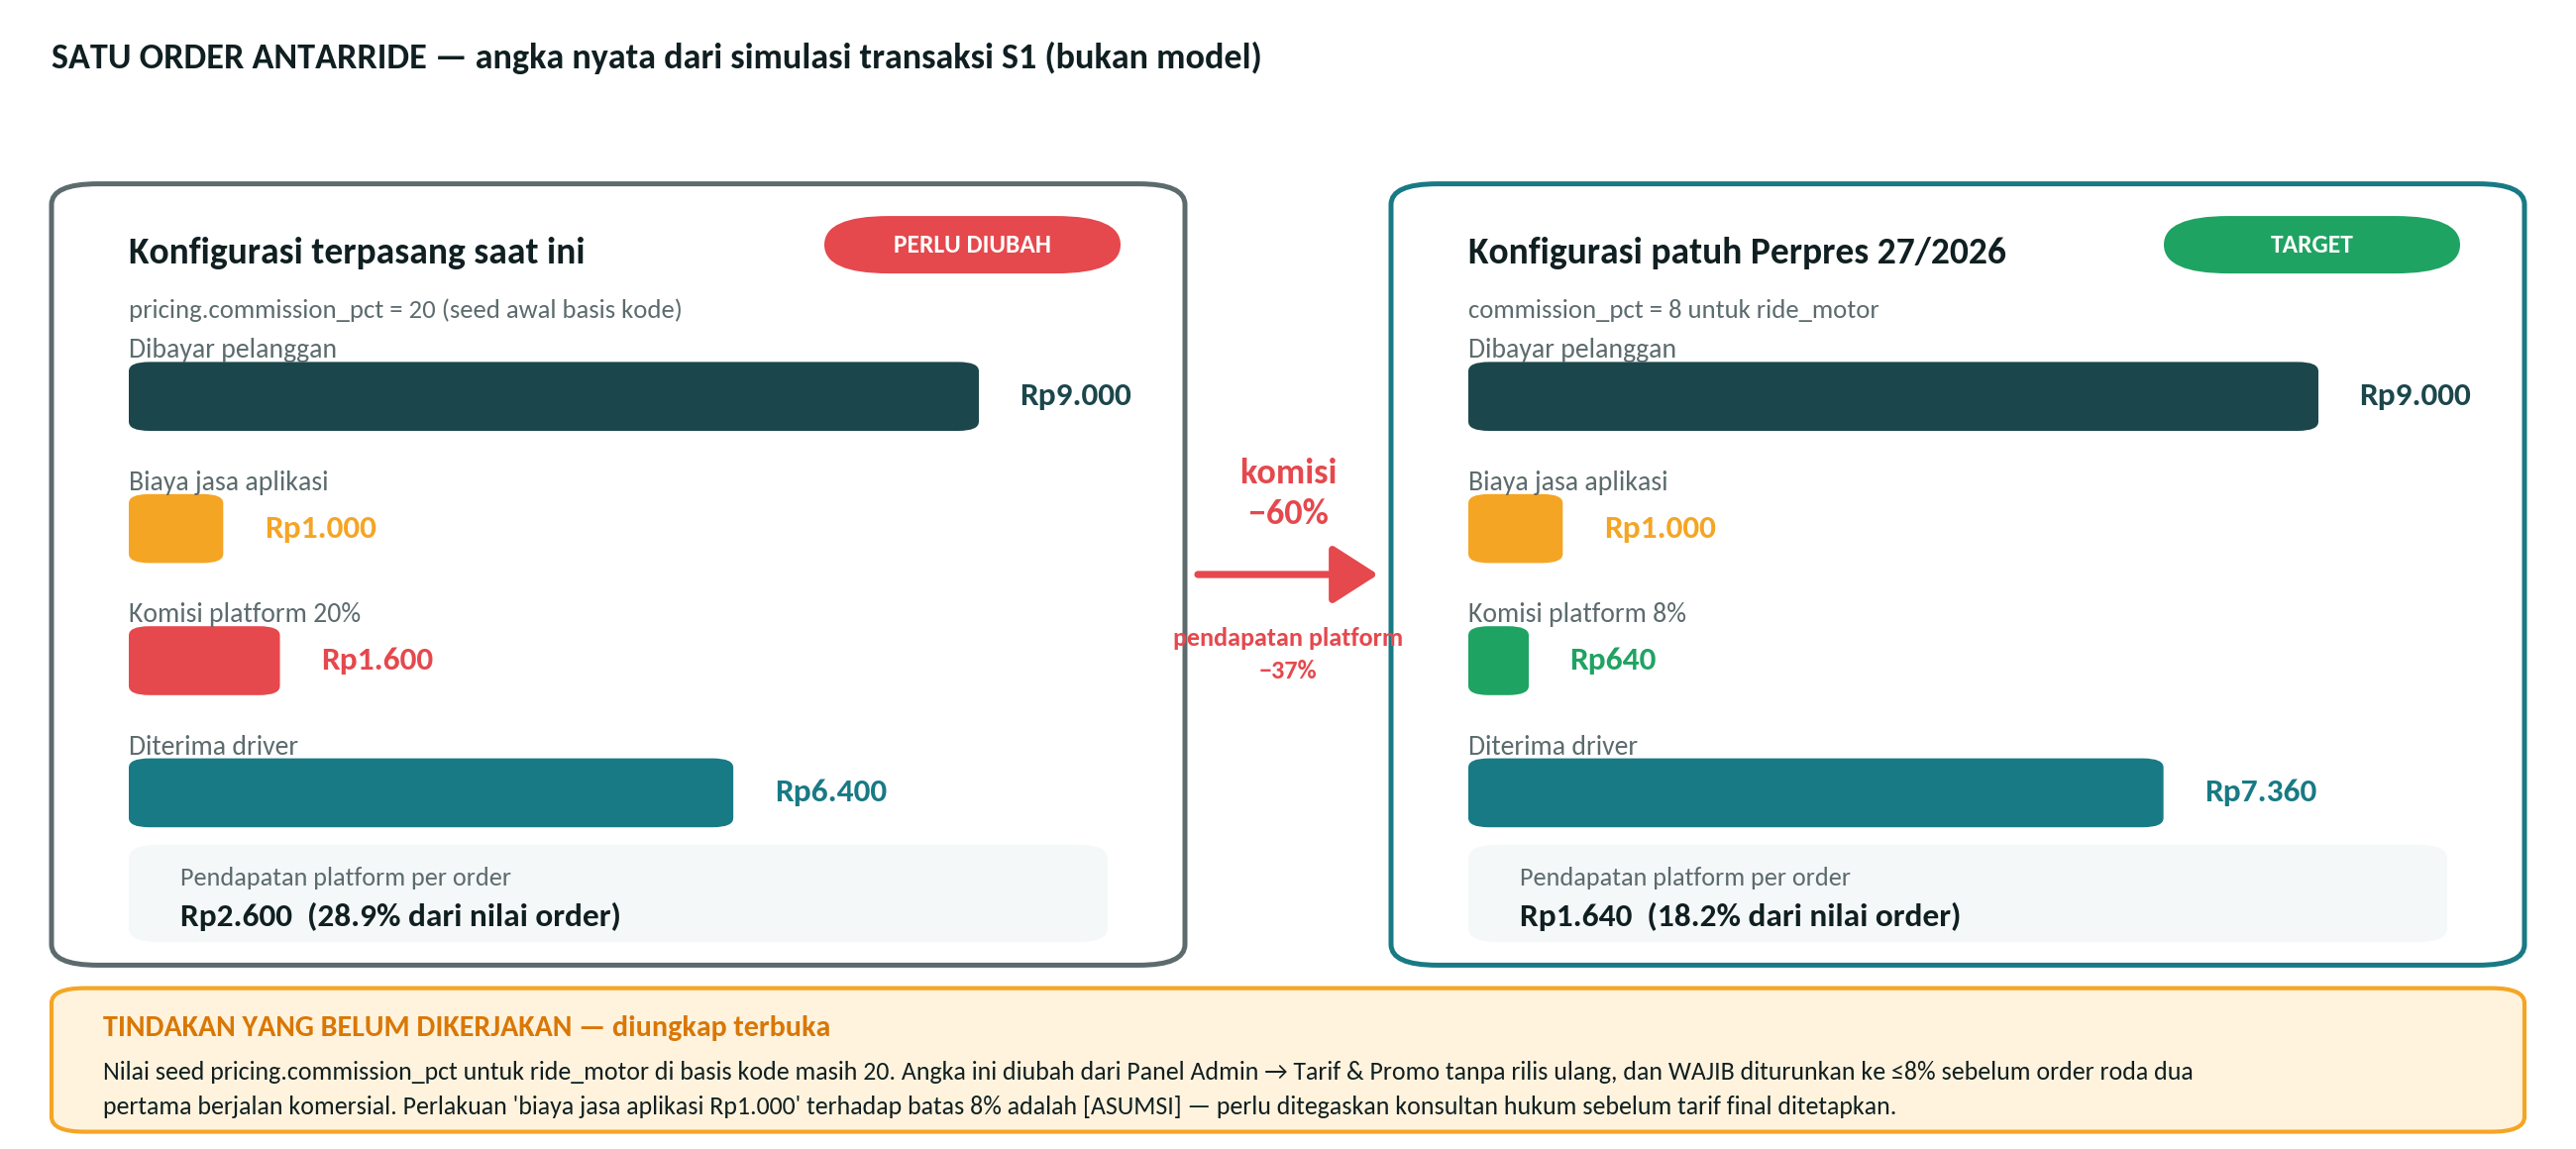 SATU ORDER ANTARRIDE — angka nyata dari simulasi transaksi S1 (bukan model)
Konfigurasi terpasang saat ini
PERLU DIUBAH
pricing.commission_pct = 20 (seed awal basis kode)
Dibayar pelanggan
Rp9.000
Biaya jasa aplikasi
Rp1.000
Komisi platform 20%
Rp1.600
Diterima driver
Rp6.400
Pendapatan platform per order
Rp2.600 (28.9% dari nilai order)
komisi
−60%
pendapatan platform
−37%
Konfigurasi patuh Perpres 27/2026
TARGET
commission_pct = 8 untuk ride_motor
Dibayar pelanggan
Rp9.000
Biaya jasa aplikasi
Rp1.000
Komisi platform 8%
Rp640
Diterima driver
Rp7.360
Pendapatan platform per order
Rp1.640 (18.2% dari nilai order)
TINDAKAN YANG BELUM DIKERJAKAN — diungkap terbuka
Nilai seed pricing.commission_pct untuk ride_motor di basis kode masih 20. Angka ini diubah dari Panel Admin → Tarif & Promo tanpa rilis ulang, dan WAJIB diturunkan ke ≤8% sebelum order roda dua
pertama berjalan komersial. Perlakuan 'biaya jasa aplikasi Rp1.000' terhadap batas 8% adalah [ASUMSI] — perlu ditegaskan konsultan hukum sebelum tarif final ditetapkan.